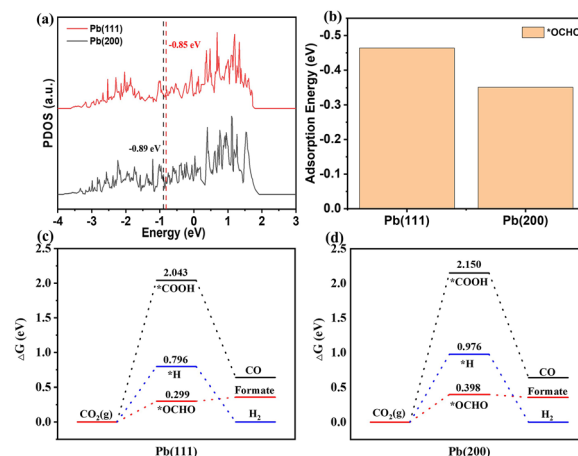 (a)
Pb(111)
Pb(200)
-0.85 eV
-0.89 eV
PDOS (a.u.)
-4 -3 -2 -1 0 1 2 3
Energy (eV)
(b)
*OCHO
Adsorption Energy (eV)
-0.5
-0.4
-0.3
-0.2
-0.1
0.0
Pb(111) Pb(200)
(c)
2.043
*COOH
0.796
*H
0.299
*OCHO
CO₂(g)
CO
Formate
H₂
△G (eV)
2.0
1.5
1.0
0.5
0.0
Pb(111)
(d)
2.150
*COOH
0.976
*H
0.398
*OCHO
CO₂(g)
CO
Formate
H₂
△G (eV)
2.5
2.0
1.5
1.0
0.5
0.0
Pb(200)